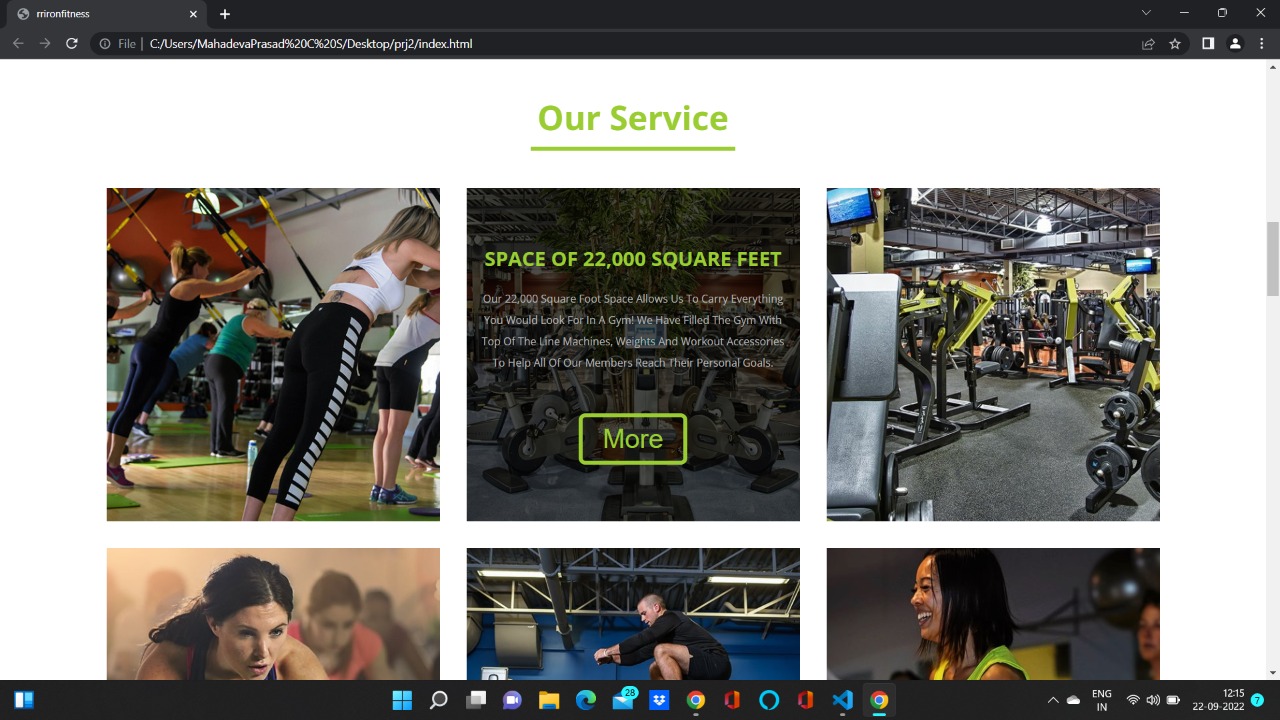 rrironfitness
File
C:/Users/MahadevaPrasad%20C%20S/Desktop/prj2/index.html
Our Service
SPACE OF 22,000 SQUARE FEET
Our 22,000 Square Foot Space Allows Us To Carry Everything
You Would Look For In A Gym! We Have Filled The Gym With
Top Of The Line Machines, Weights And Workout Accessories
To Help All Of Our Members Reach Their Personal Goals.
More
28
ENG
IN
12:15
22-09-2022
7